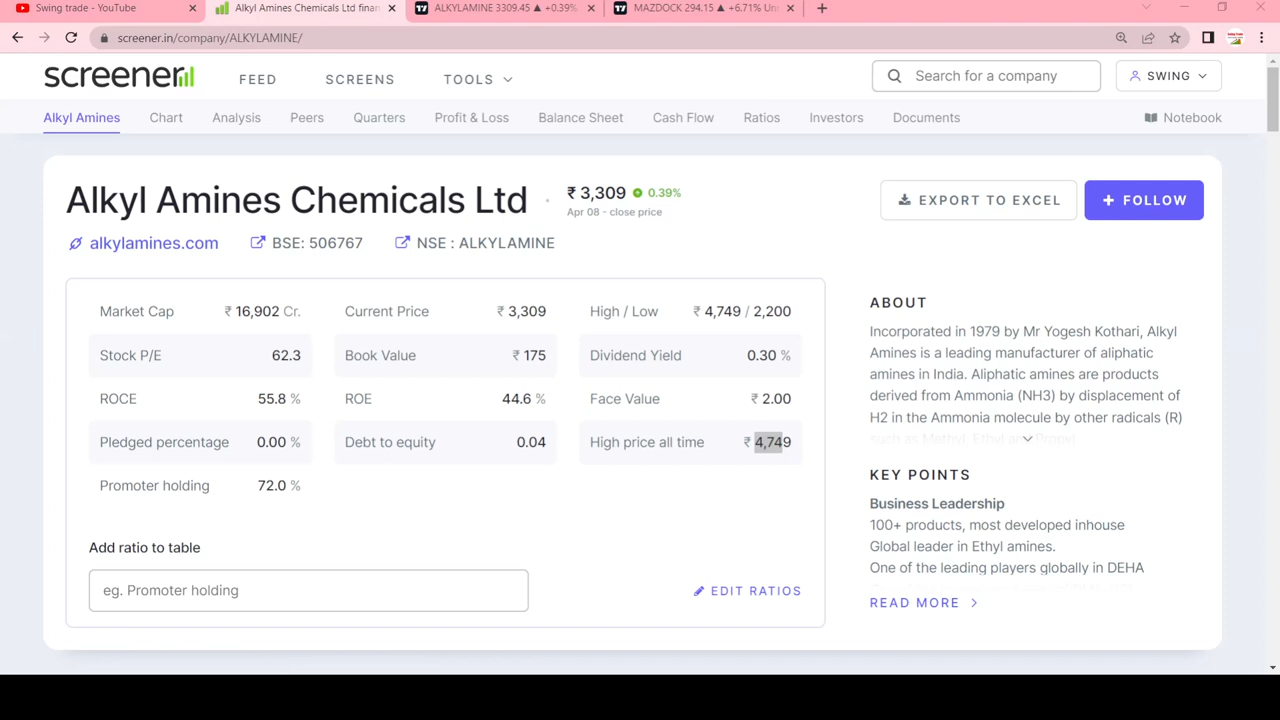 Swing trade - YouTube
Alkyl Amines Chemicals Ltd finan
ALKYLAMINE 3309.45 ▲ +0.39%
MAZDOCK 294.15 ▲ +6.71% Un
screener.in/company/ALKYLAMINE/
screener
FEED
SCREENS
TOOLS
Search for a company
SWING
Alkyl Amines
Chart
Analysis
Peers
Quarters
Profit & Loss
Balance Sheet
Cash Flow
Ratios
Investors
Documents
Notebook
Alkyl Amines Chemicals Ltd
₹ 3,309 0.39%
Apr 08 - close price
EXPORT TO EXCEL
+ FOLLOW
alkylamines.com
BSE: 506767
NSE : ALKYLAMINE
Market Cap ₹ 16,902 Cr.
Current Price ₹ 3,309
High / Low ₹ 4,749 / 2,200
Stock P/E 62.3
Book Value ₹ 175
Dividend Yield 0.30 %
ROCE 55.8 %
ROE 44.6 %
Face Value ₹ 2.00
Pledged percentage 0.00 %
Debt to equity 0.04
High price all time ₹ 4,749
Promoter holding 72.0 %
Add ratio to table
eg. Promoter holding
EDIT RATIOS
ABOUT
Incorporated in 1979 by Mr Yogesh Kothari, Alkyl
Amines is a leading manufacturer of aliphatic
amines in India. Aliphatic amines are products
derived from Ammonia (NH3) by displacement of
H2 in the Ammonia molecule by other radicals (R)
such as Methyl, Ethyl and Propyl
KEY POINTS
Business Leadership
100+ products, most developed inhouse
Global leader in Ethyl amines.
One of the leading players globally in DEHA
READ MORE